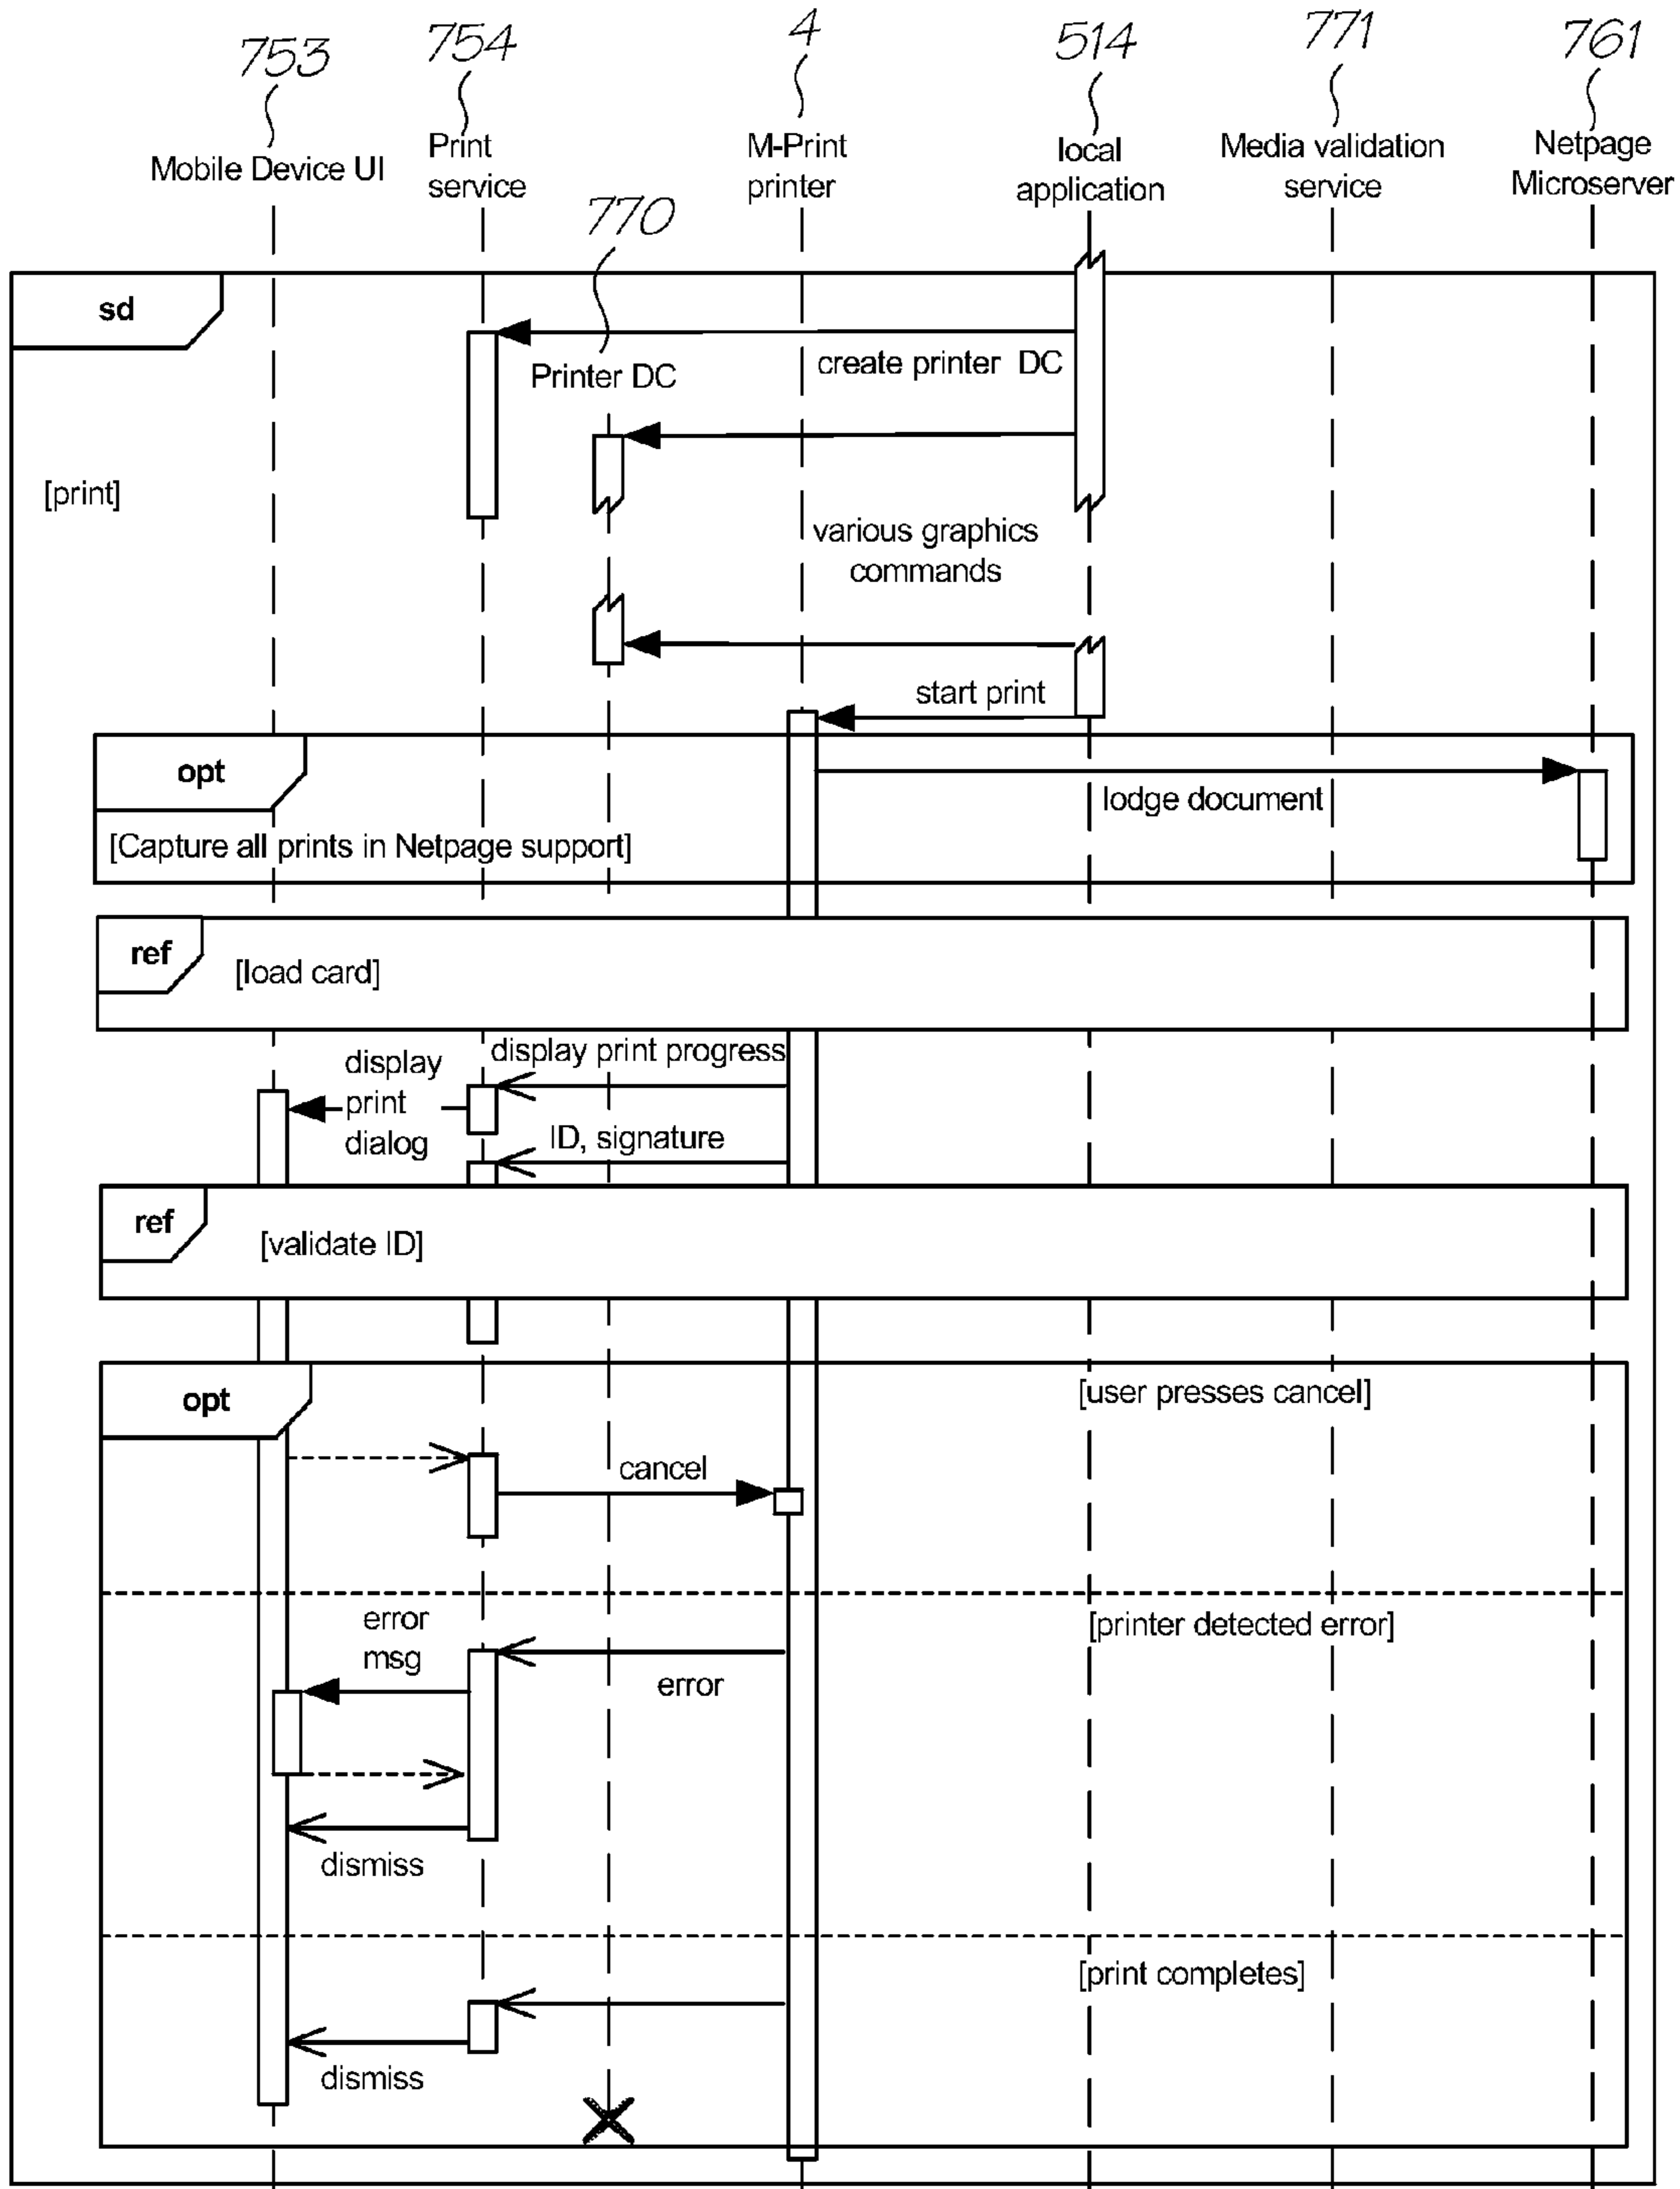 753
754
4
514
771
761
Mobile Device UI
Print
service
M-Print
printer
local
application
Media validation
service
Netpage
Microserver
770
sd
Printer DC
create printer DC
[print]
various graphics
commands
start print
opt
lodge document
[Capture all prints in Netpage support]
ref
[load card]
display print progress
display
print
dialog
ID, signature
ref
[validate ID]
opt
[user presses cancel]
cancel
error
msg
[printer detected error]
error
dismiss
[print completes]
dismiss